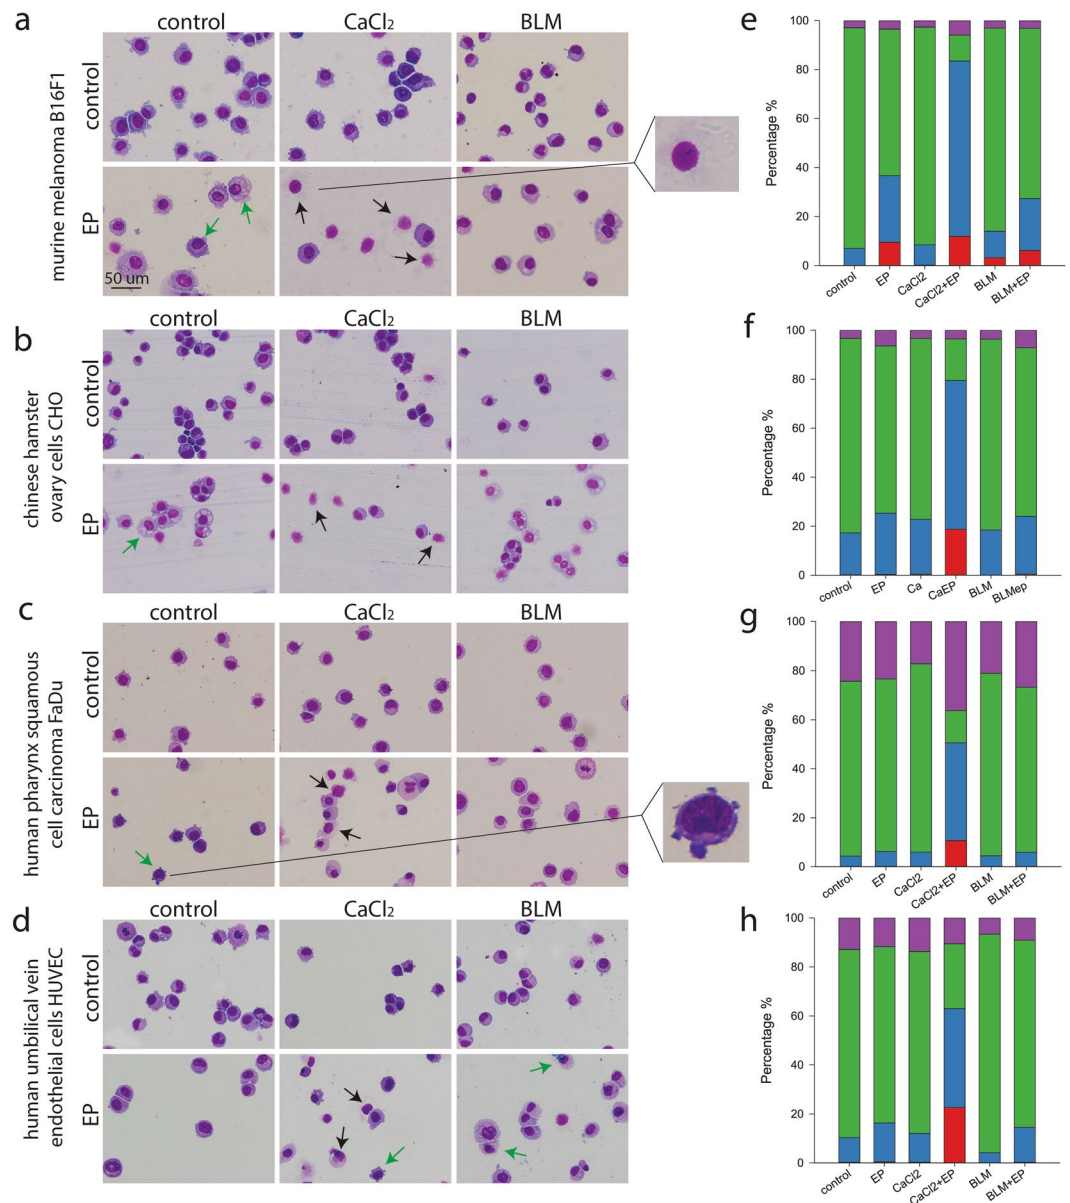 a
control
CaCl2
BLM
murine melanoma B16F1
control
EP
50 um
b
control
CaCl2
BLM
chinese hamster
ovary cells CHO
control
EP
c
control
CaCl2
BLM
human pharynx squamous
cell carcinoma FaDu
control
EP
d
control
CaCl2
BLM
human umbilical vein
endothelial cells HUVEC
control
EP
e
Percentage %
100
80
60
40
20
0
control
EP
CaCl2
CaCl2+EP
BLM
BLM+EP
f
Percentage %
100
80
60
40
20
0
control
EP
Ca
CaEP
BLM
BLMep
g
Percentage %
100
80
60
40
20
0
control
EP
CaCl2
CaCl2+EP
BLM
BLM+EP
h
Percentage %
100
80
60
40
20
0
control
EP
CaCl2
CaCl2+EP
BLM
BLM+EP